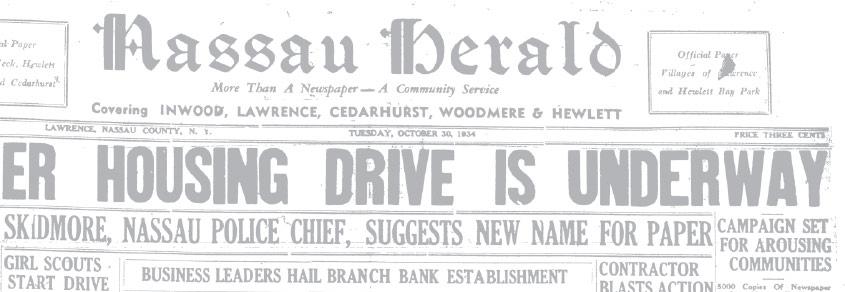 al Paper
eck, Hewlett
d Cedarhurst
Nassau Herald
More Than A Newspaper — A Community Service
Covering INWOOD, LAWRENCE, CEDARHURST, WOODMERE & HEWLETT
Official Paper
Villages of Lawrence
and Hewlett Bay Park
LAWRENCE, NASSAU COUNTY, N. Y.
TUESDAY, OCTOBER 30, 1934
PRICE THREE CENTS
ER HOUSING DRIVE IS UNDERWAY
SKIDMORE, NASSAU POLICE CHIEF, SUGGESTS NEW NAME FOR PAPER
CAMPAIGN SET
FOR AROUSING
COMMUNITIES
GIRL SCOUTS
START DRIVE
BUSINESS LEADERS HAIL BRANCH BANK ESTABLISHMENT
CONTRACTOR
BLASTS ACTION
5000 Copies Of Newspaper